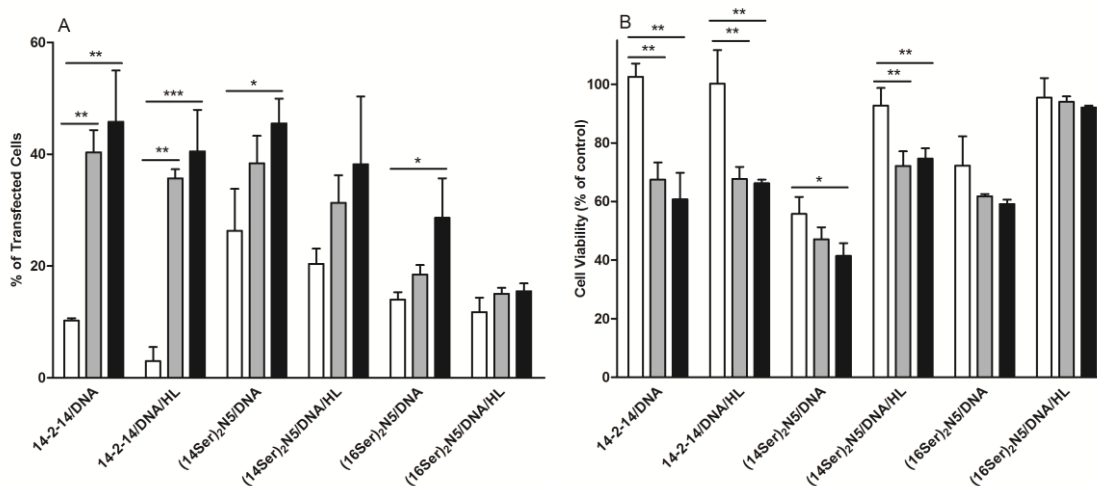 A
% of Transfected Cells
60
40
20
0
**
**
***
**
*
*
14-2-14/DNA
14-2-14/DNA/HL
(14Ser)₂N5/DNA
(14Ser)₂N5/DNA/HL
(16Ser)₂N5/DNA
(16Ser)₂N5/DNA/HL
B
Cell Viability (% of control)
100
80
60
40
20
0
**
**
**
**
*
**
**
14-2-14/DNA
14-2-14/DNA/HL
(14Ser)₂N5/DNA
(14Ser)₂N5/DNA/HL
(16Ser)₂N5/DNA
(16Ser)₂N5/DNA/HL